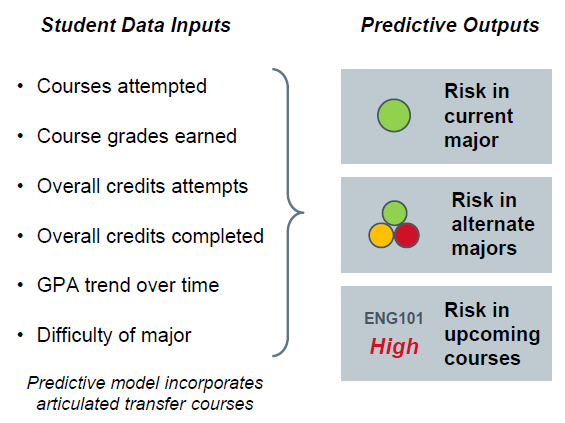 Student Data Inputs
Predictive Outputs
• Courses attempted
• Course grades earned
• Overall credits attempts
• Overall credits completed
• GPA trend over time
• Difficulty of major
Predictive model incorporates
articulated transfer courses
Risk in
current
major
Risk in
alternate
majors
ENG101
High
Risk in
upcoming
courses